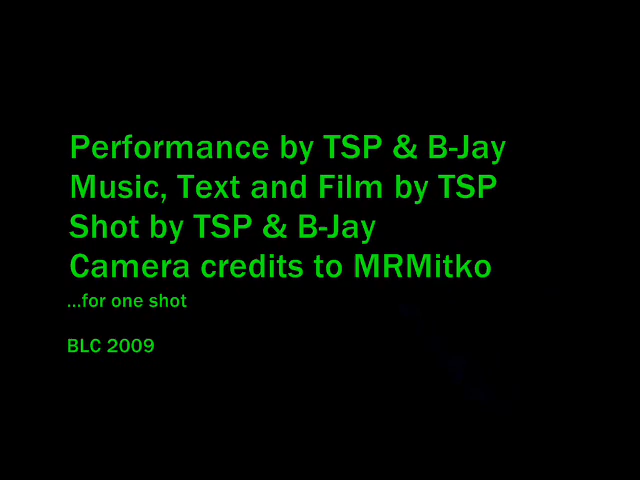 Performance by TSP & B-Jay
Music, Text and Film by TSP
Shot by TSP & B-Jay
Camera credits to MRMitko
...for one shot
BLC 2009